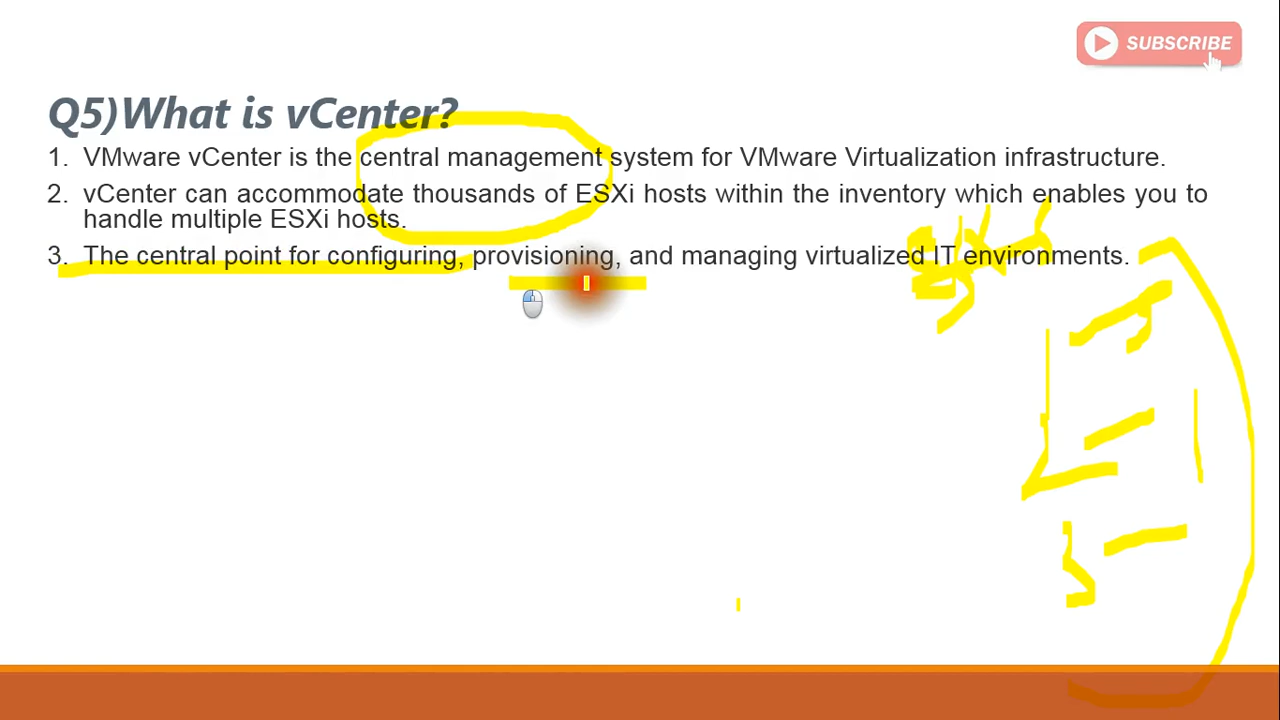 SUBSCRIBE
Q5)What is vCenter?
1. VMware vCenter is the central management system for VMware Virtualization infrastructure.
2. vCenter can accommodate thousands of ESXi hosts within the inventory which enables you to
handle multiple ESXi hosts.
3. The central point for configuring, provisioning, and managing virtualized IT environments.